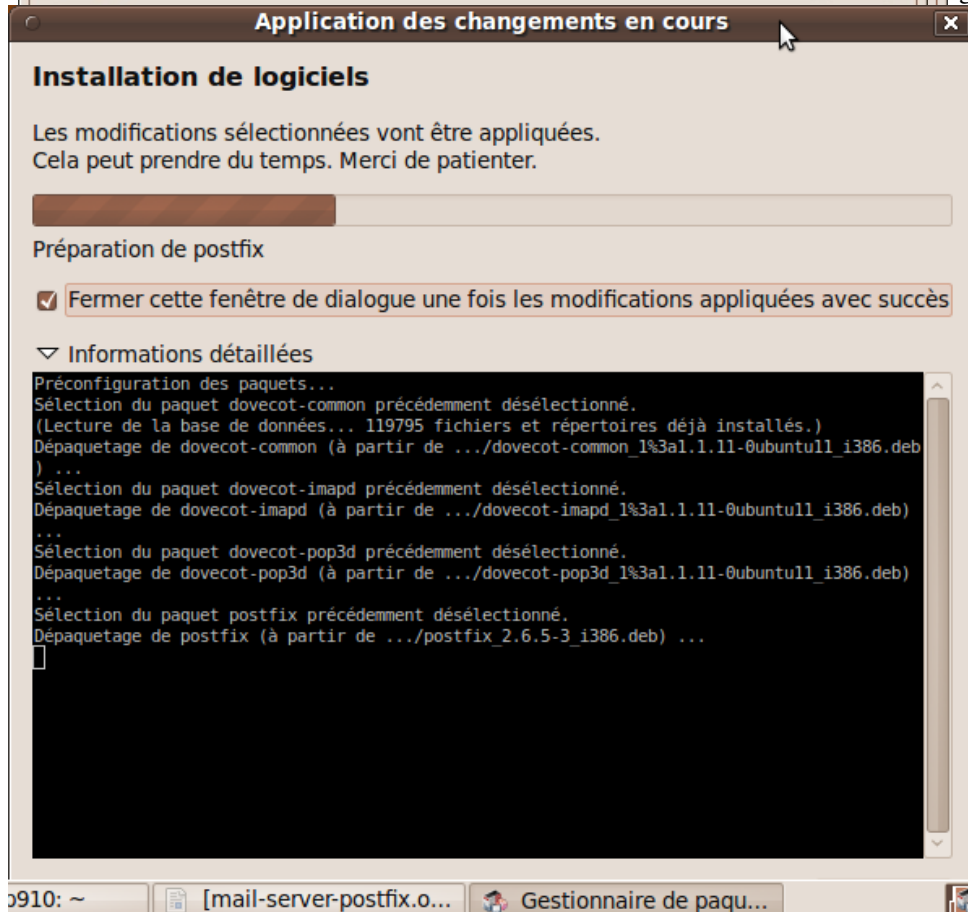 Application des changements en cours
Installation de logiciels
Les modifications sélectionnées vont être appliquées.
Cela peut prendre du temps. Merci de patienter.
Préparation de postfix
Fermer cette fenêtre de dialogue une fois les modifications appliquées avec succès
Informations détaillées
Préconfiguration des paquets...
Sélection du paquet dovecot-common précédemment désélectionné.
(Lecture de la base de données... 119795 fichiers et répertoires déjà installés.)
Dépaquetage de dovecot-common (à partir de .../dovecot-common_1%3a1.1.11-0ubuntu11_i386.deb
) ...
Sélection du paquet dovecot-imapd précédemment désélectionné.
Dépaquetage de dovecot-imapd (à partir de .../dovecot-imapd_1%3a1.1.11-0ubuntu11_i386.deb)
...
Sélection du paquet dovecot-pop3d précédemment désélectionné.
Dépaquetage de dovecot-pop3d (à partir de .../dovecot-pop3d_1%3a1.1.11-0ubuntu11_i386.deb)
...
Sélection du paquet postfix précédemment désélectionné.
Dépaquetage de postfix (à partir de .../postfix_2.6.5-3_i386.deb) ...
910: ~
[mail-server-postfix.o...
Gestionnaire de paqu...